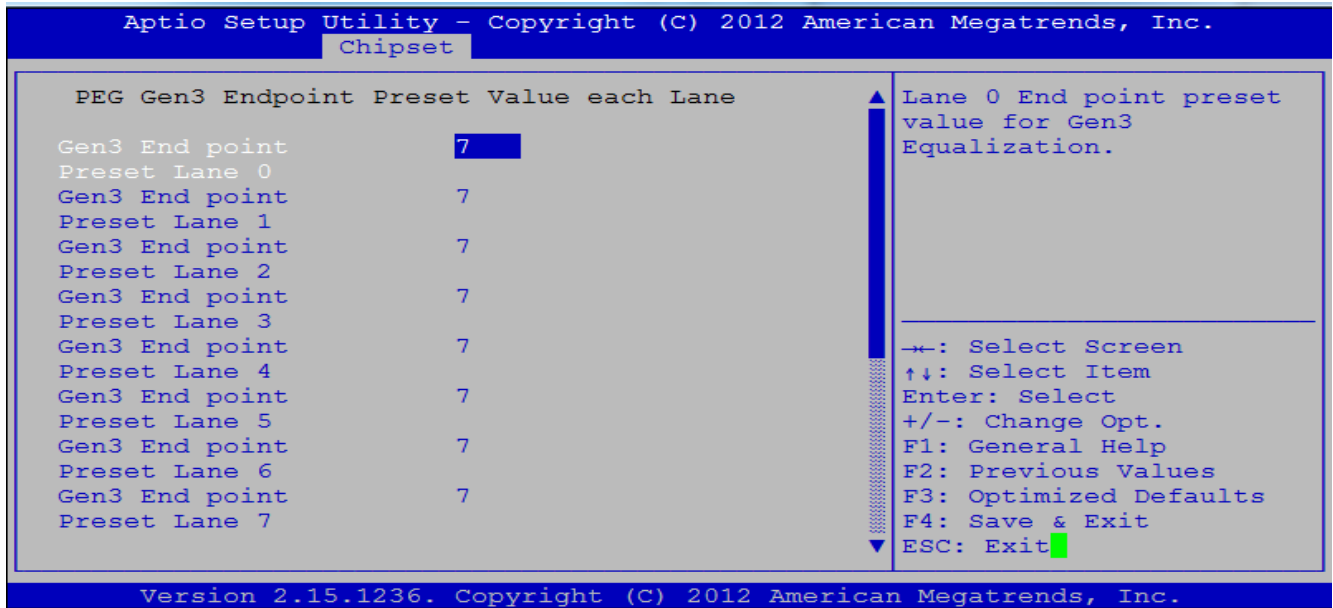 Aptio Setup Utility – Copyright (C) 2012 American Megatrends, Inc.
Chipset
PEG Gen3 Endpoint Preset Value each Lane
Gen3 End point 7
Preset Lane 0
Gen3 End point 7
Preset Lane 1
Gen3 End point 7
Preset Lane 2
Gen3 End point 7
Preset Lane 3
Gen3 End point 7
Preset Lane 4
Gen3 End point 7
Preset Lane 5
Gen3 End point 7
Preset Lane 6
Gen3 End point 7
Preset Lane 7
Lane 0 End point preset
value for Gen3
Equalization.
→←: Select Screen
↑↓: Select Item
Enter: Select
+/-: Change Opt.
F1: General Help
F2: Previous Values
F3: Optimized Defaults
F4: Save & Exit
ESC: Exit
Version 2.15.1236. Copyright (C) 2012 American Megatrends, Inc.